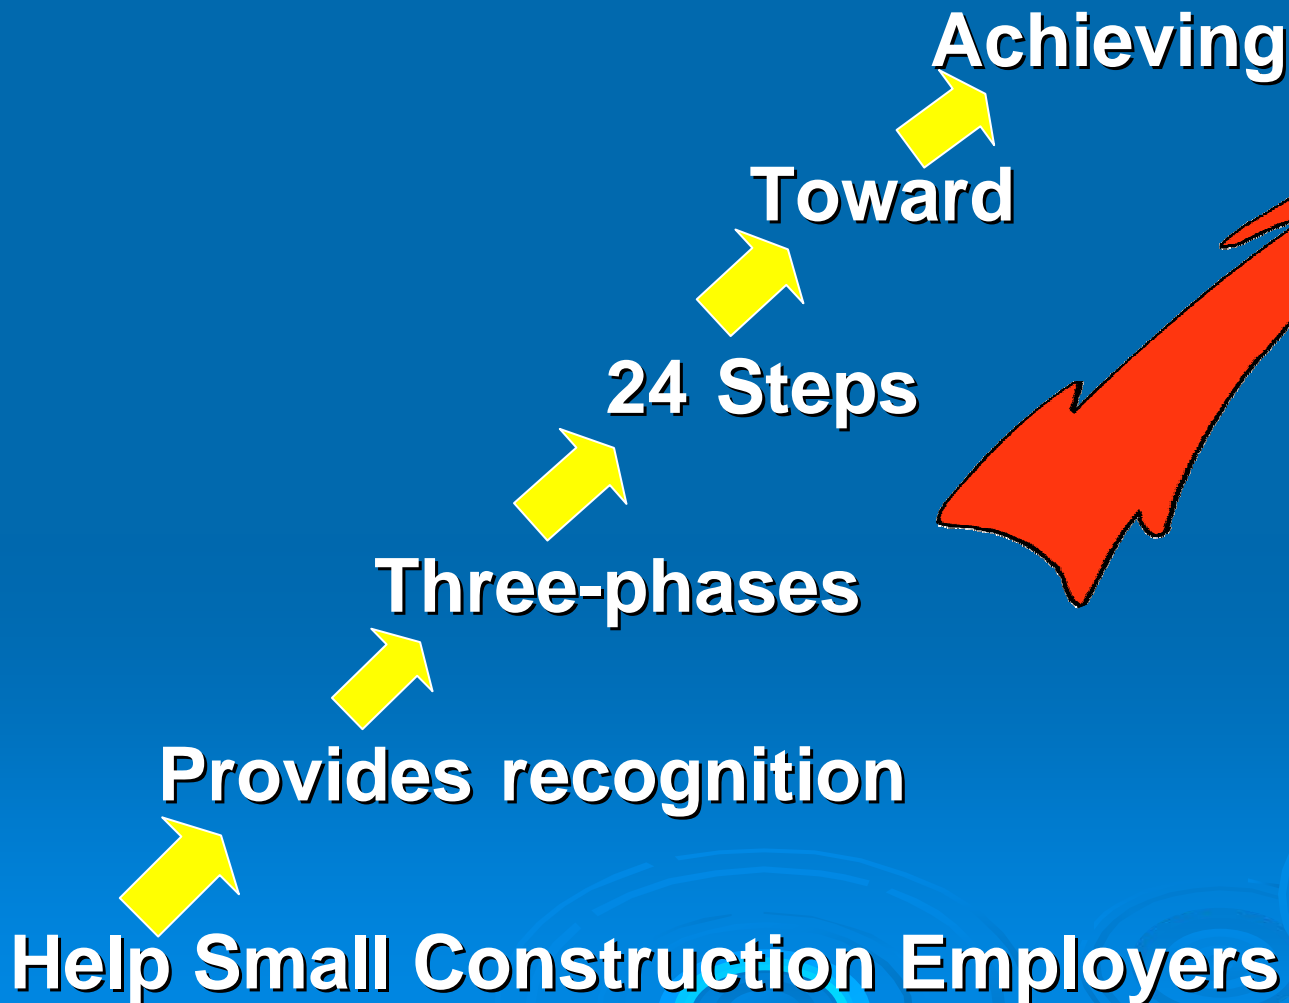 Achieving
Toward
24 Steps
Three-phases
Provides recognition
Help Small Construction Employers